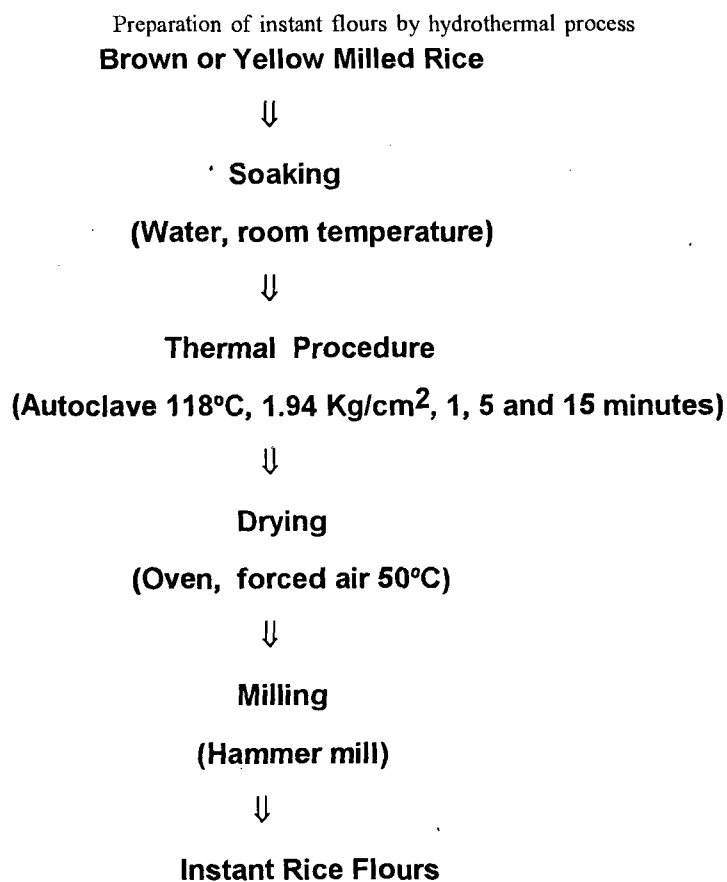 Preparation of instant flours by hydrothermal process
Brown or Yellow Milled Rice
⇓
Soaking
(Water, room temperature)
⇓
Thermal Procedure
(Autoclave 118ºC, 1.94 Kg/cm², 1, 5 and 15 minutes)
⇓
Drying
(Oven, forced air 50ºC)
⇓
Milling
(Hammer mill)
⇓
Instant Rice Flours